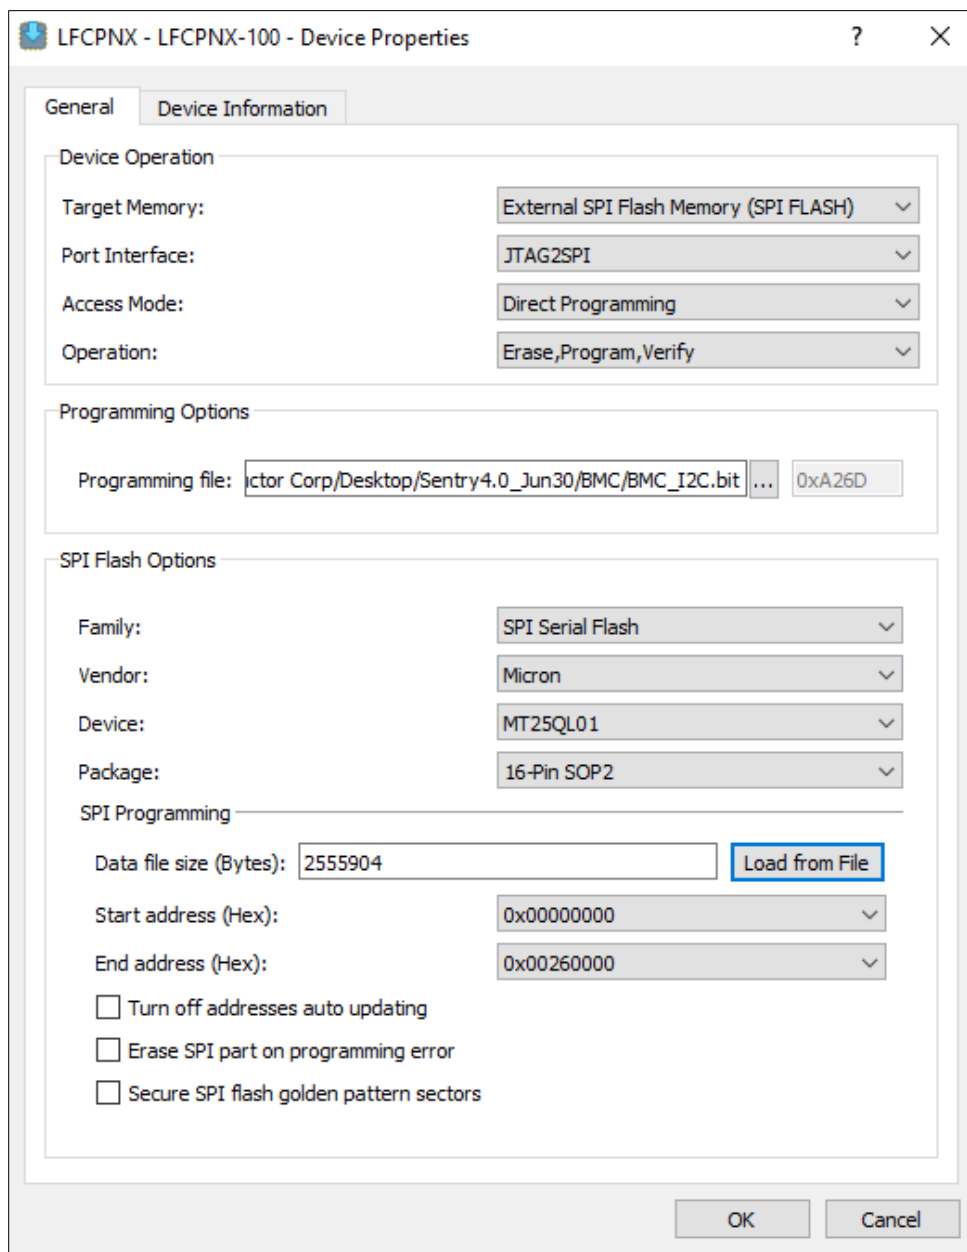 LFCPNX - LFCPNX-100 - Device Properties ?
General Device Information
Device Operation
Target Memory: External SPI Flash Memory (SPI FLASH)
Port Interface: JTAG2SPI
Access Mode: Direct Programming
Operation: Erase,Program,Verify
Programming Options
Programming file: ictor Corp/Desktop/Sentry4.0_Jun30/BMC/BMC_I2C.bit ... 0xA26D
SPI Flash Options
Family: SPI Serial Flash
Vendor: Micron
Device: MT25QL01
Package: 16-Pin SOP2
SPI Programming
Data file size (Bytes): 2555904 Load from File
Start address (Hex): 0x00000000
End address (Hex): 0x00260000
Turn off addresses auto updating
Erase SPI part on programming error
Secure SPI flash golden pattern sectors
OK Cancel